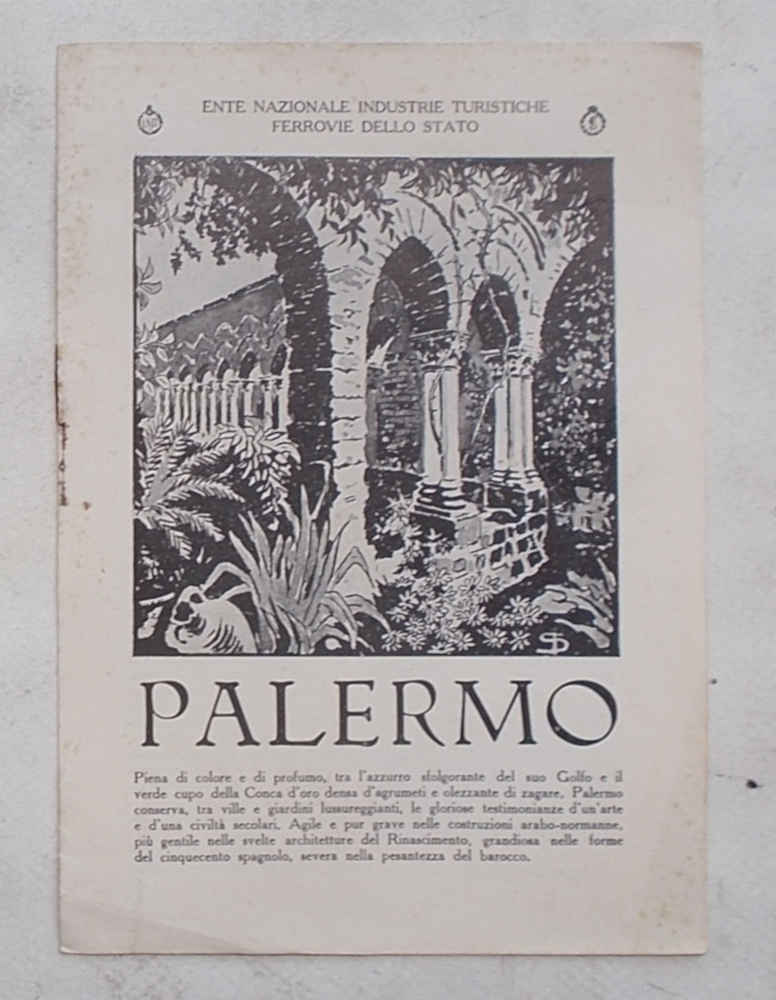 ENTE NAZIONALE INDUSTRIE TURISTICHE
FERROVIE DELLO STATO
PALERMO
Piena di colore e di profumo, tra l'azzurro sfolgorante del suo Golfo e il
verde cupo della Conca d'oro densa d'agrumeti e olezzante di zagare, Palermo
conserva, tra ville e giardini lussureggianti, le gloriose testimonianze d'un'arte
e d'una civiltà secolari. Agile e pur grave nelle costruzioni arabo-normanne,
più gentile nelle svelte architetture del Rinascimento, grandiosa nelle forme
del cinquecento spagnolo, severa nella pesantezza del barocco.